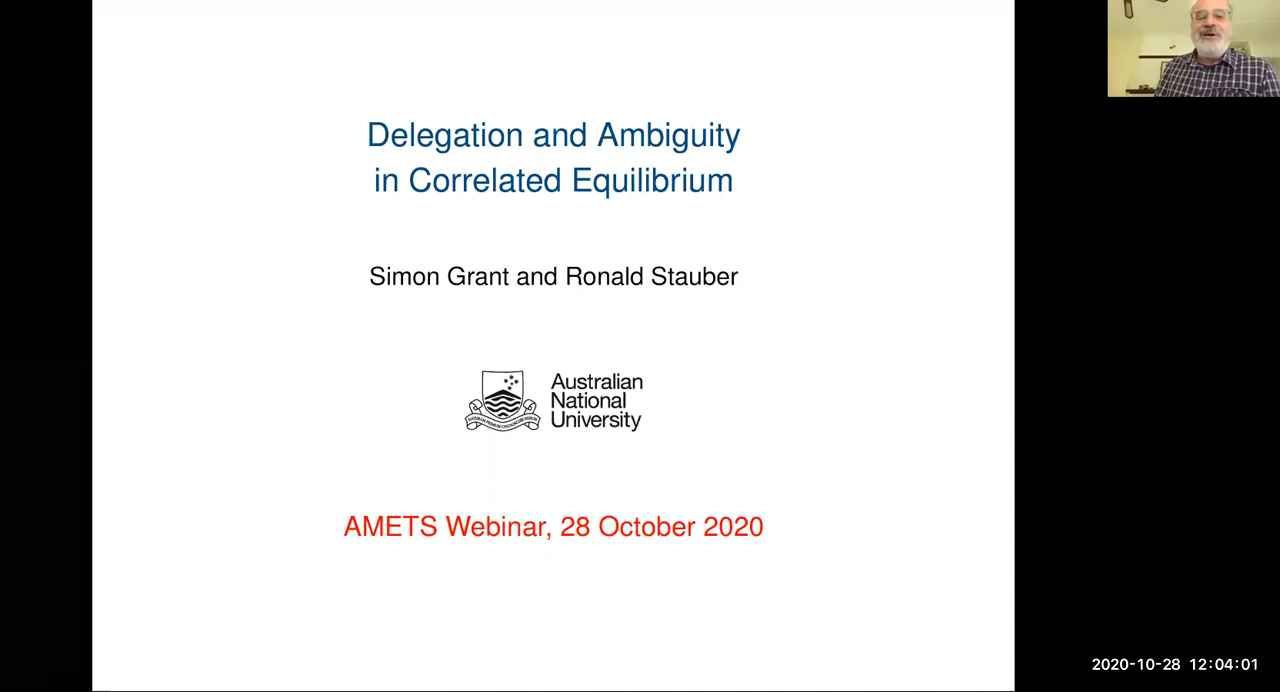 Delegation and Ambiguity
in Correlated Equilibrium
Simon Grant and Ronald Stauber
Australian
National
University
AMETS Webinar, 28 October 2020
2020-10-28 12:04:01